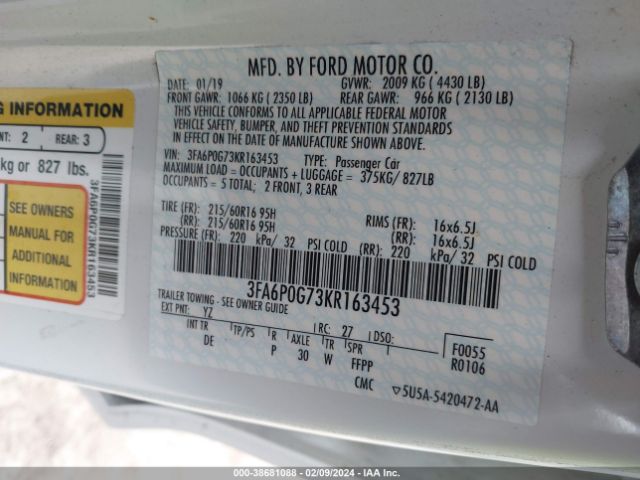 NG INFORMATION
NT: 2 REAR: 3
kg or 827 lbs.
SEE OWNERS
MANUAL FOR
ADDITIONAL
INFORMATION
3FA6P0G73KR163453
MFD. BY FORD MOTOR CO.
DATE: 01/19 GVWR: 2009 KG ( 4430 LB)
FRONT GAWR: 1066 KG ( 2350 LB) REAR GAWR: 966 KG ( 2130 LB)
THIS VEHICLE CONFORMS TO ALL APPLICABLE FEDERAL MOTOR
VEHICLE SAFETY, BUMPER, AND THEFT PREVENTION STANDARDS
IN EFFECT ON THE DATE OF MANUFACTURE SHOWN ABOVE.
VIN: 3FA6P0G73KR163453 TYPE: Passenger Car
MAXIMUM LOAD = OCCUPANTS + LUGGAGE = 375KG/ 827LB
OCCUPANTS = 5 TOTAL; 2 FRONT, 3 REAR
TIRE (FR): 215/60R16 95H RIMS (FR): 16x6.5J
(RR): 215/60R16 95H (RR): 16x6.5J
PRESSURE (FR): 220 kPa/ 32 PSI COLD (RR): 220 kPa/ 32 PSI COLD
3FA6P0G73KR163453
TRAILER TOWING - SEE OWNER GUIDE
EXT PNT: YZ RC: 27 DSO:
INT TR TP/PS R AXLE TR SPR F0055
DE P 30 W FFPP R0106
CMC 5U5A-5420472-AA
000-38681088 - 02/09/2024 - IAA Inc.